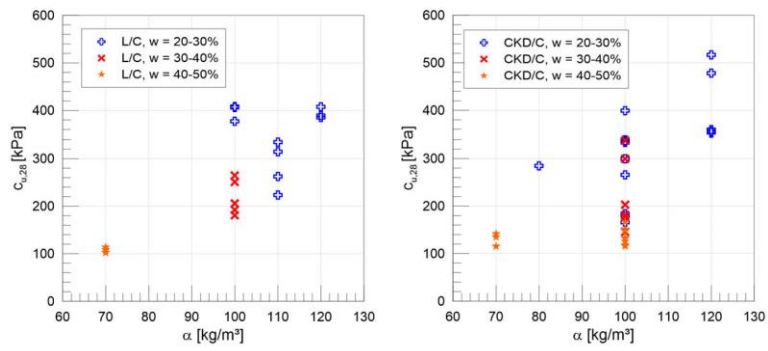 600
500
400
300
200
100
0
c_u,28 [kPa]
L/C, w = 20-30%
L/C, w = 30-40%
L/C, w = 40-50%
60 70 80 90 100 110 120 130
α [kg/m³]
600
500
400
300
200
100
0
c_u,28 [kPa]
CKD/C, w = 20-30%
CKD/C, w = 30-40%
CKD/C, w = 40-50%
60 70 80 90 100 110 120 130
α [kg/m³]